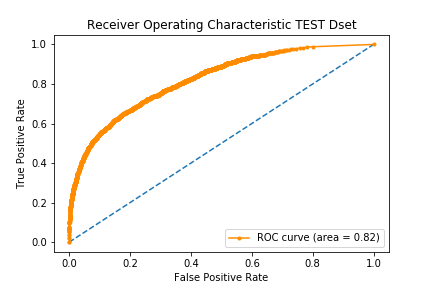 Receiver Operating Characteristic TEST Dset
1.0
0.8
0.6
0.4
0.2
0.0
True Positive Rate
ROC curve (area = 0.82)
0.0 0.2 0.4 0.6 0.8 1.0
False Positive Rate